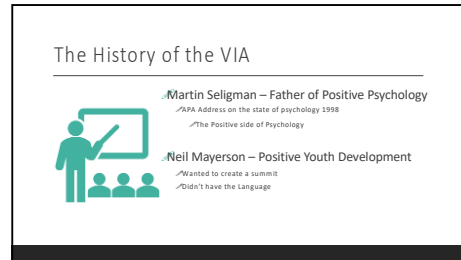 The History of the VIA
Martin Seligman – Father of Positive Psychology
APA Address on the state of psychology 1998
The Positive side of Psychology
Neil Mayerson – Positive Youth Development
Wanted to create a summit
Didn't have the Language